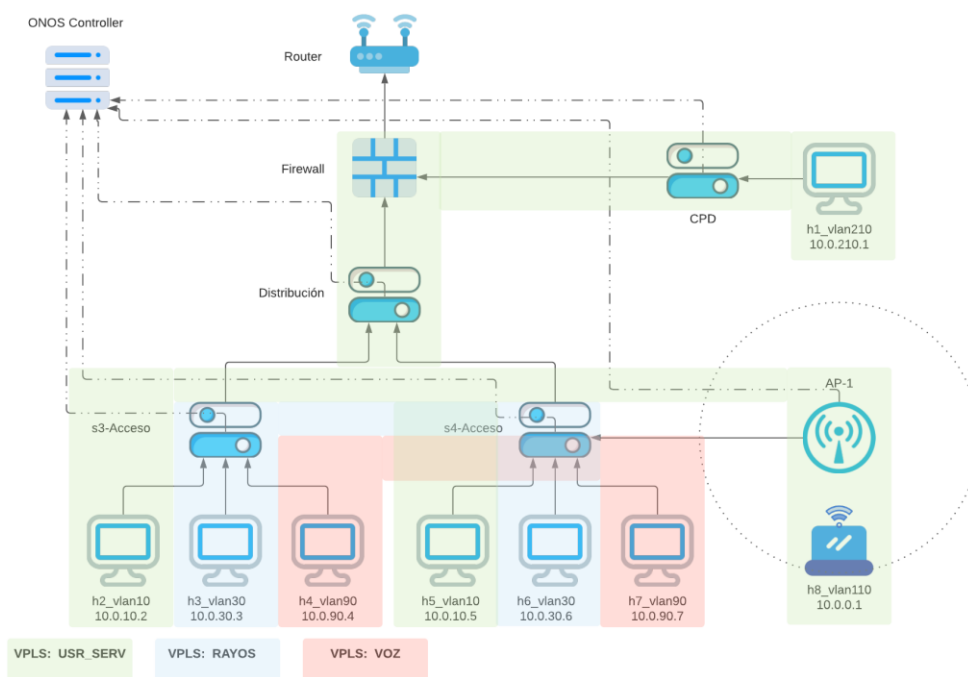 ONOS Controller
Router
Firewall
CPD
h1_vlan210
10.0.210.1
Distribución
AP-1
s3-Acceso
s4-Acceso
h2_vlan10
10.0.10.2
h3_vlan30
10.0.30.3
h4_vlan90
10.0.90.4
h5_vlan10
10.0.10.5
h6_vlan30
10.0.30.6
h7_vlan90
10.0.90.7
h8_vlan110
10.0.0.1
VPLS: USR_SERV
VPLS: RAYOS
VPLS: VOZ